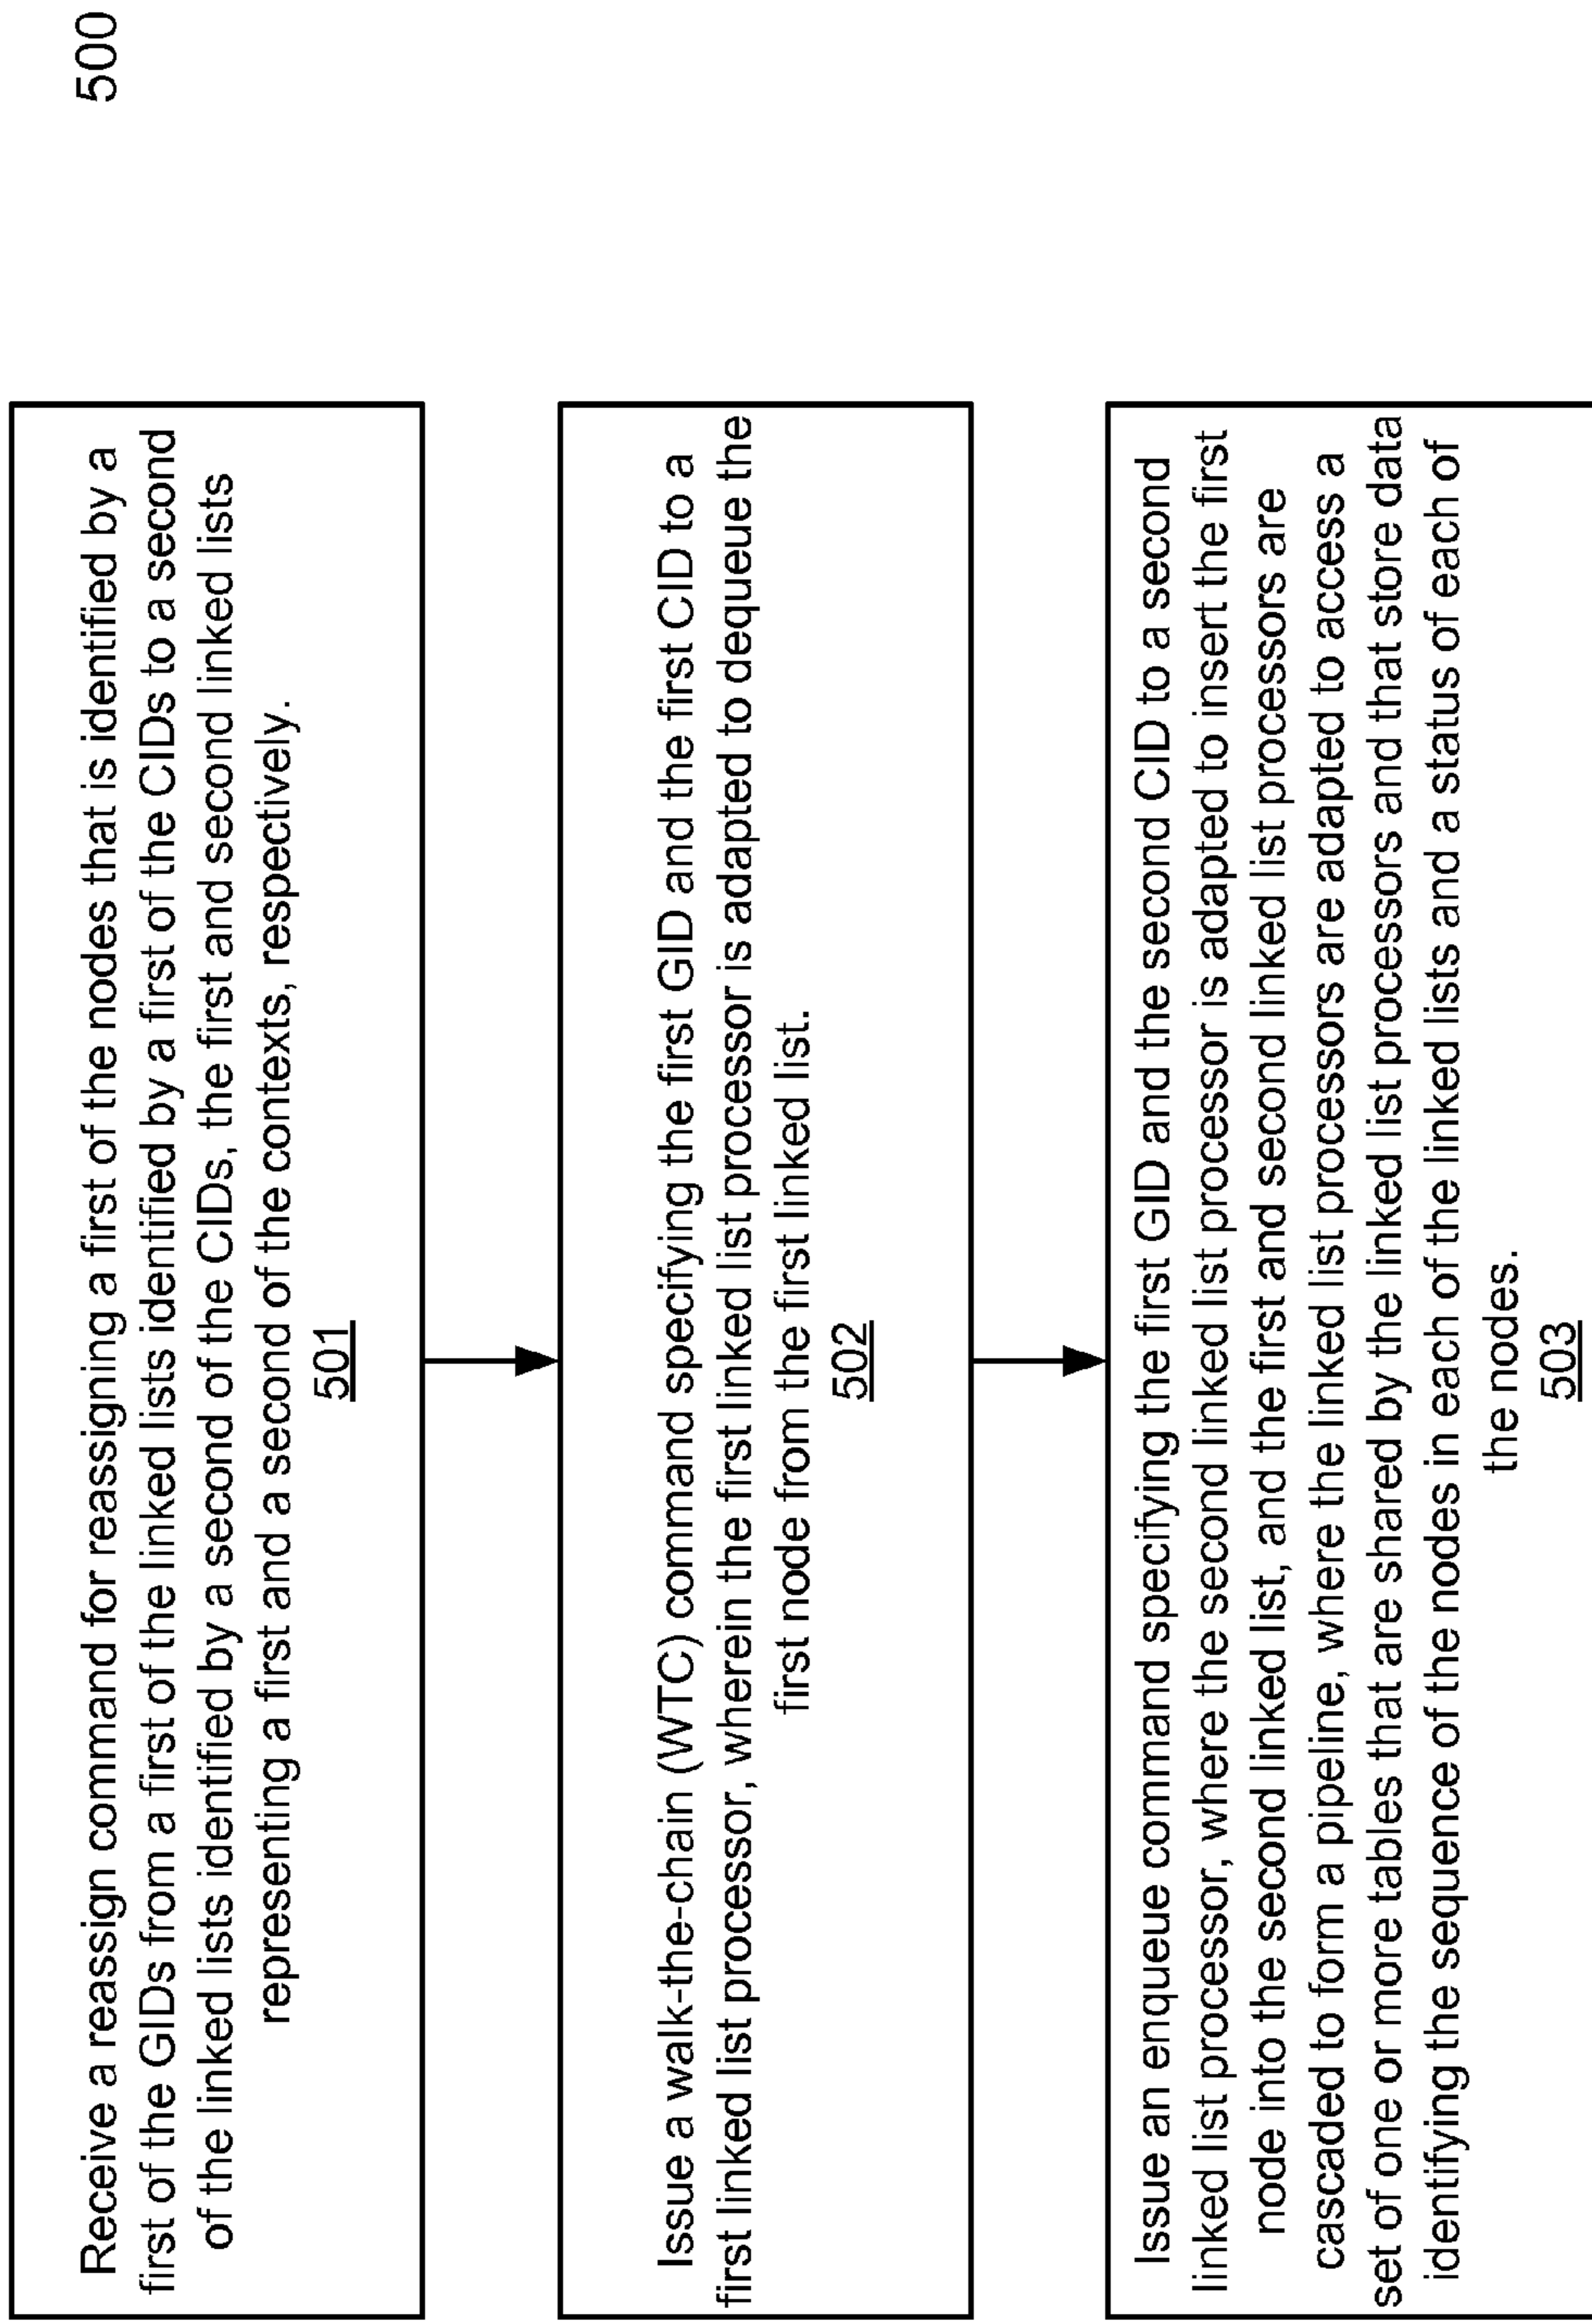 500
Receive a reassign command for reassigning a first of the nodes that is identified by a
first of the GIDs from a first of the linked lists identified by a first of the CIDs to a second
of the linked lists identified by a second of the CIDs, the first and second linked lists
representing a first and a second of the contexts, respectively.
501
Issue a walk-the-chain (WTC) command specifying the first GID and the first CID to a
first linked list processor, wherein the first linked list processor is adapted to dequeue the
first node from the first linked list.
502
Issue an enqueue command specifying the first GID and the second CID to a second
linked list processor, where the second linked list processor is adapted to insert the first
node into the second linked list, and the first and second linked list processors are
cascaded to form a pipeline, where the linked list processors are adapted to access a
set of one or more tables that are shared by the linked list processors and that store data
identifying the sequence of the nodes in each of the linked lists and a status of each of
the nodes.
503